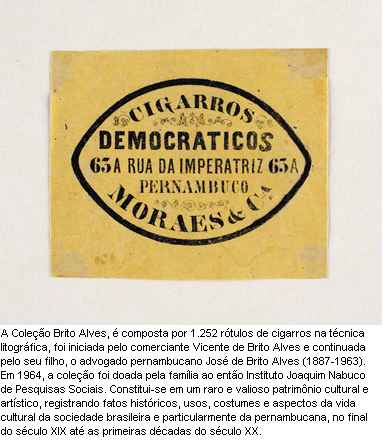 CIGARROS
DEMOCRATICOS
63A RUA DA IMPERATRIZ 63A
PERNAMBUCO
MORAES & CA
A Coleção Brito Alves, é composta por 1.252 rótulos de cigarros na técnica
litográfica, foi iniciada pelo comerciante Vicente de Brito Alves e continuada
pelo seu filho, o advogado pernambucano José de Brito Alves (1887-1963).
Em 1964, a coleção foi doada pela família ao então Instituto Joaquim Nabuco
de Pesquisas Sociais. Constitui-se em um raro e valioso patrimônio cultural e
artístico, registrando fatos históricos, usos, costumes e aspectos da vida
cultural da sociedade brasileira e particularmente da pernambucana, no final
do século XIX até as primeiras décadas do século XX.